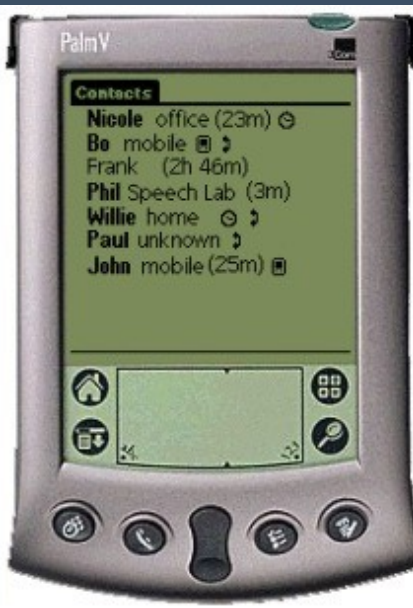 PalmV
3Com
Contacts
Nicole office (23m)
Bo mobile
Frank (2h 46m)
Phil Speech Lab (3m)
Willie home
Paul unknown
John mobile (25m)